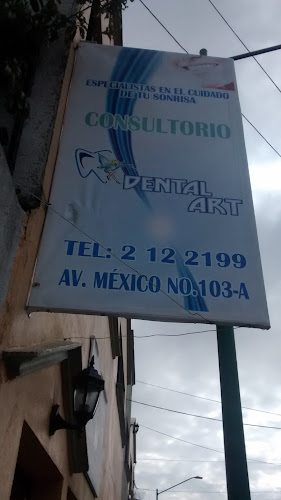 ESPECIALISTAS EN EL CUIDADO
DE TU SONRISA
CONSULTORIO
DENTAL
ART
TEL: 2 12 2199
AV. MÉXICO NO.103-A